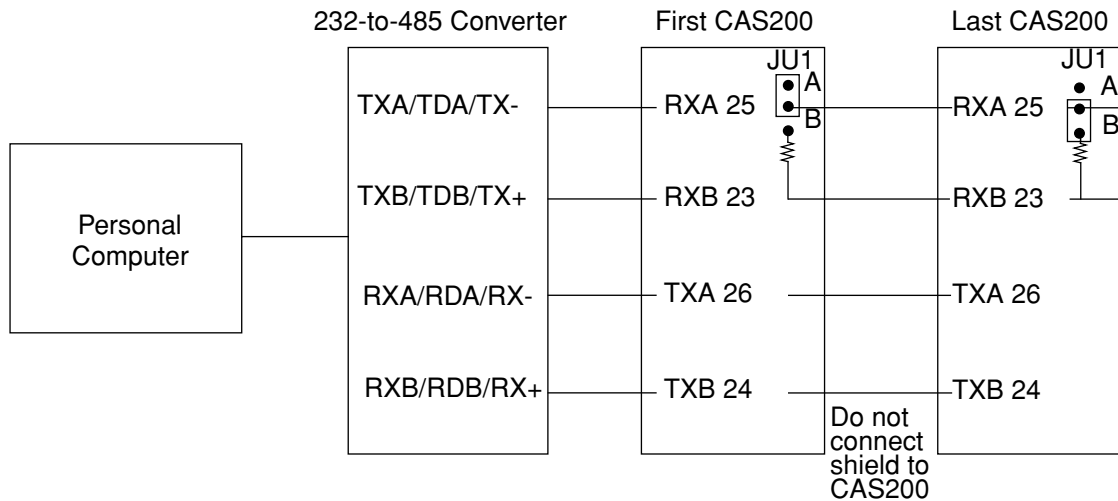 232-to-485 Converter
First CAS200
Last CAS200
JU1
A
B
JU1
A
B
TXA/TDA/TX-
RXA 25
RXA 25
TXB/TDB/TX+
RXB 23
RXB 23
Personal
Computer
RXA/RDA/RX-
TXA 26
TXA 26
RXB/RDB/RX+
TXB 24
TXB 24
Do not
connect
shield to
CAS200